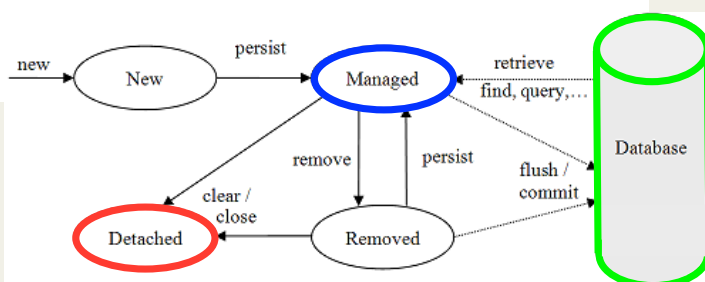 new
New
persist
Managed
retrieve
find, query,...
Database
remove
persist
flush /
commit
clear /
close
Detached
Removed